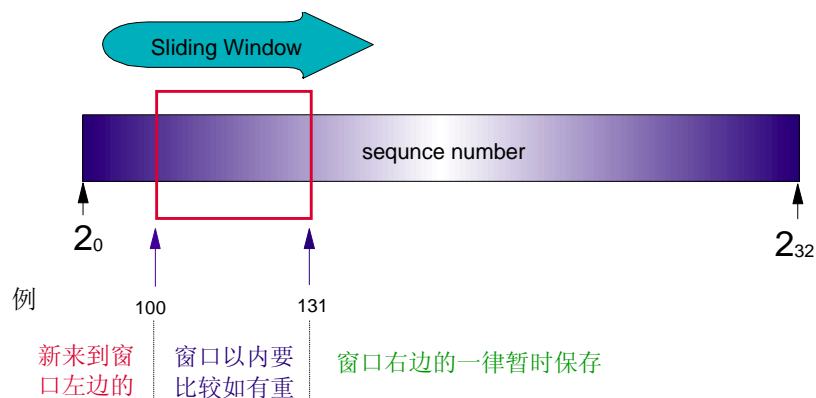 Sliding Window
sequnce number
20
232
例
100
131
新来到窗
口左边的
窗口以内要
比较如有重
窗口右边的一律暂时保存